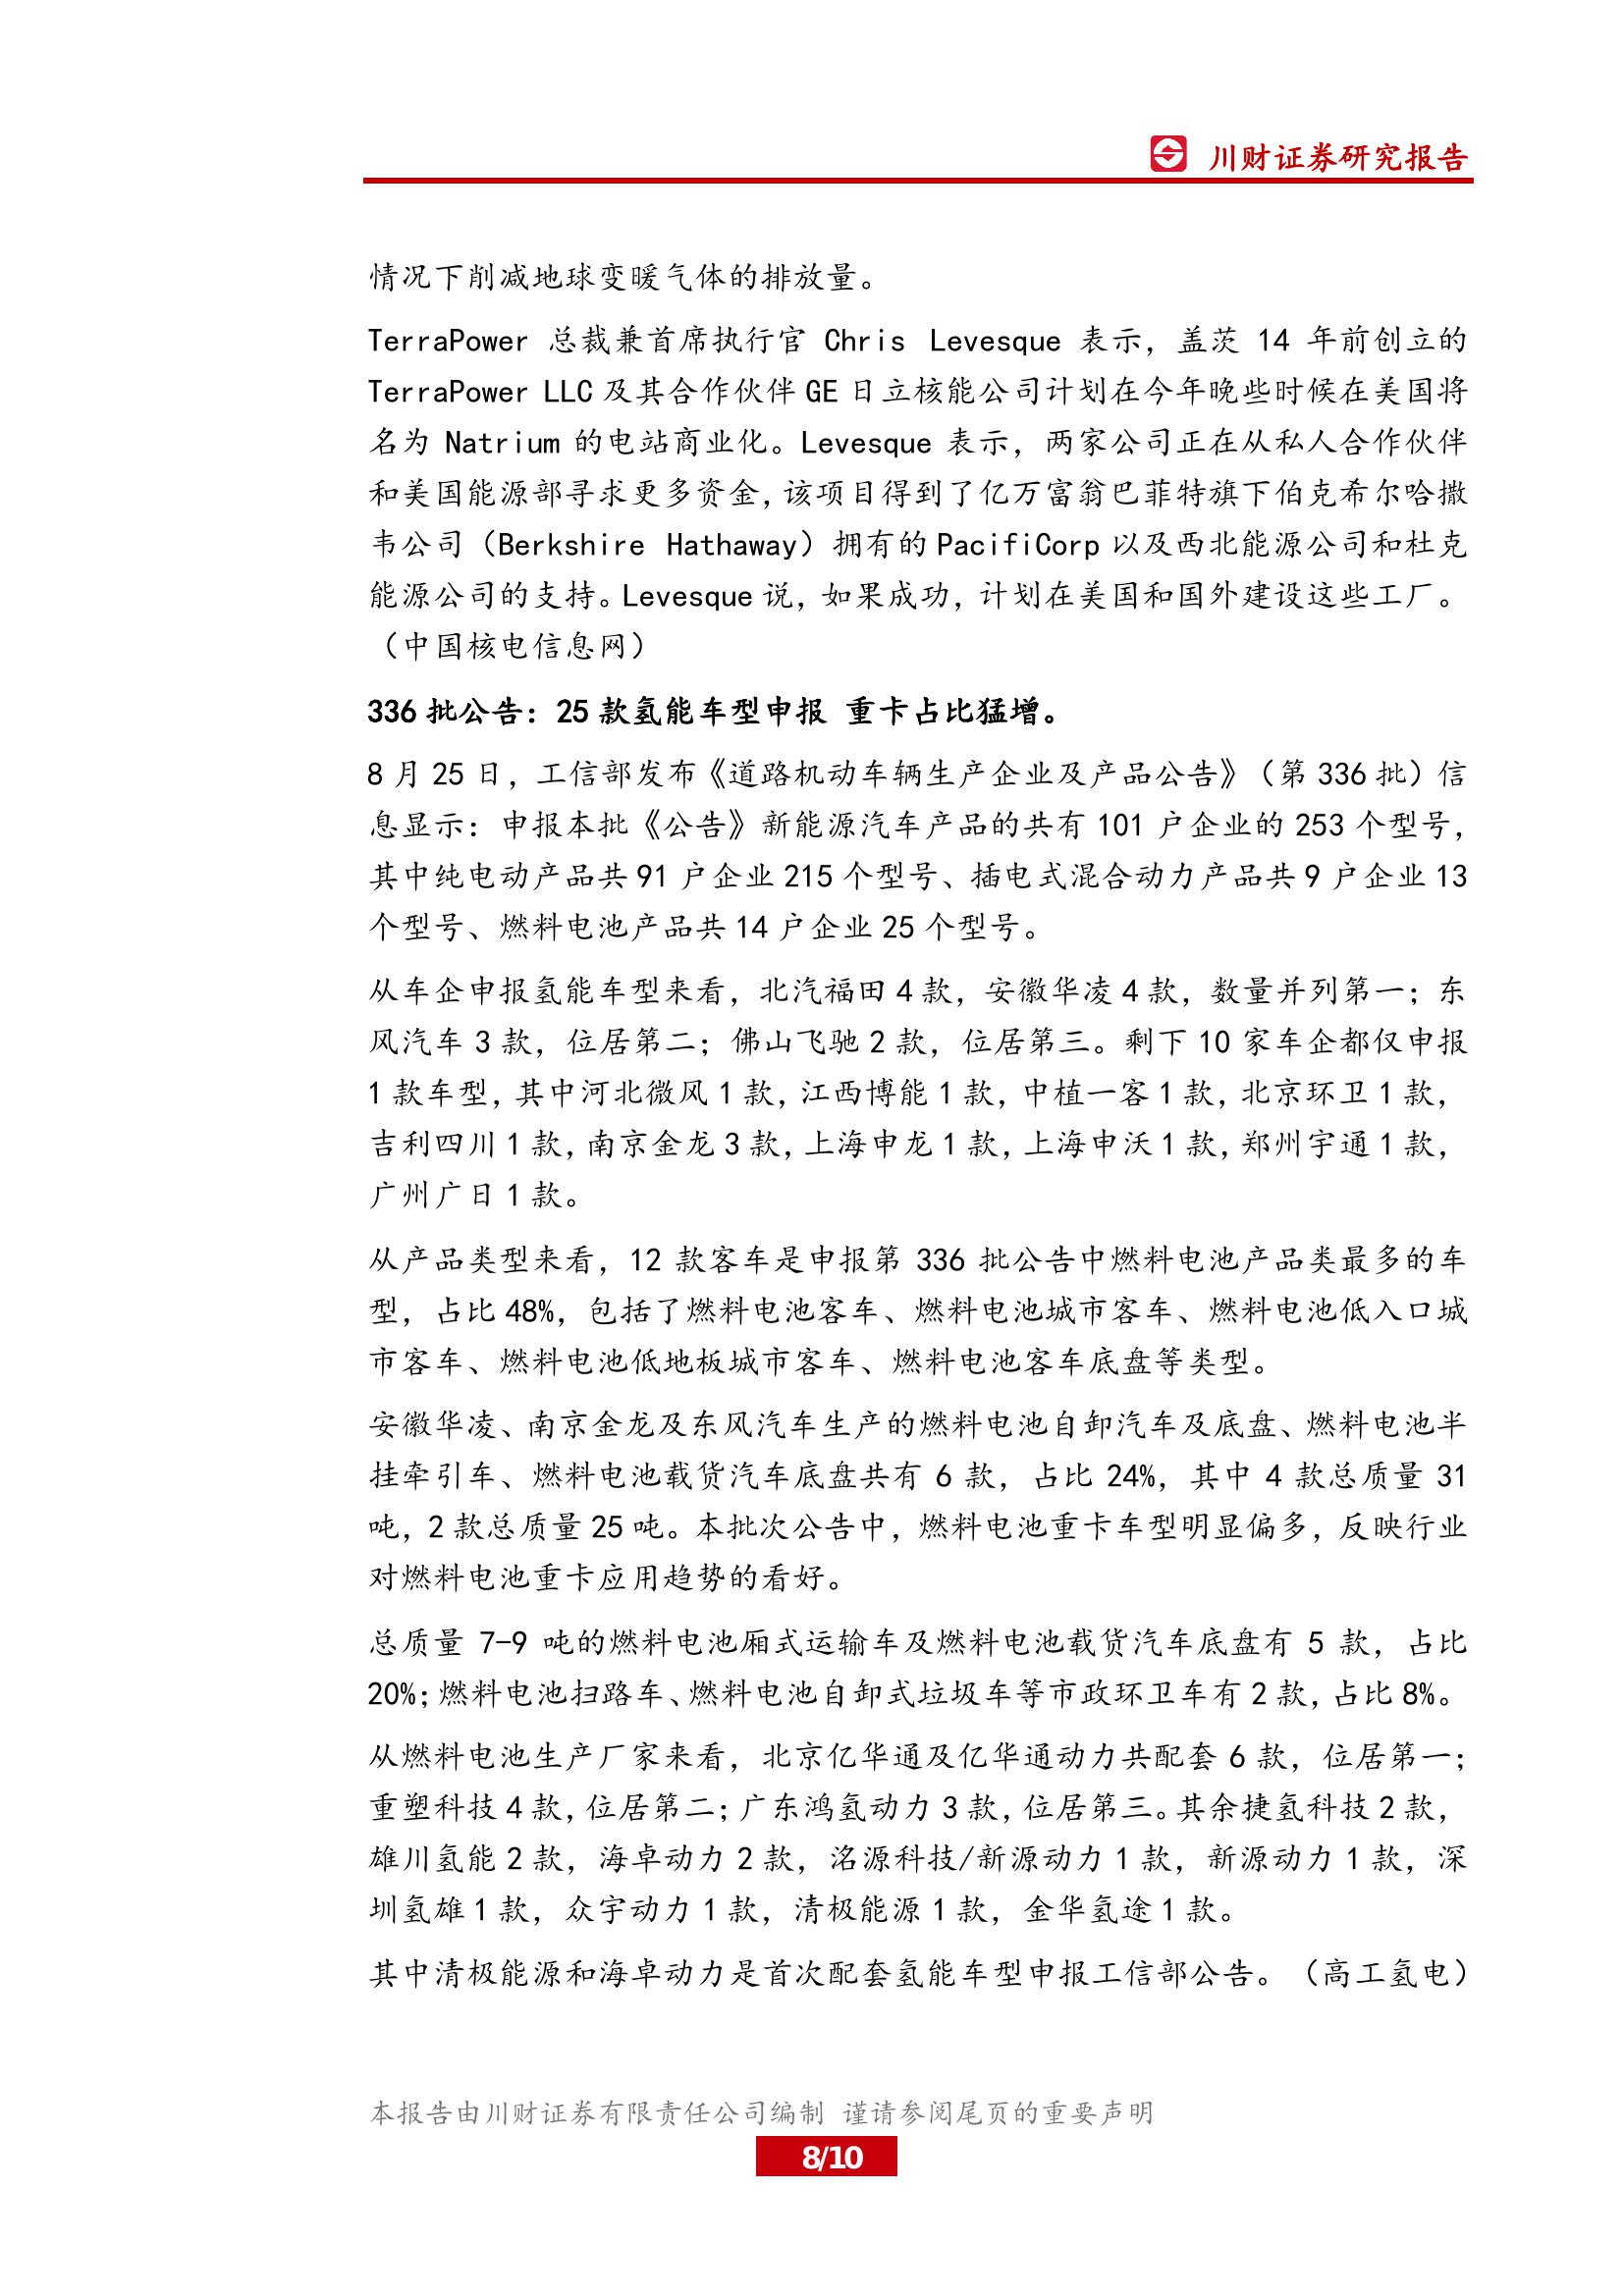 川财证券研究报告
情况下削减地球变暖气体的排放量。
TerraPower 总裁兼首席执行官 Chris Levesque 表示，盖茨 14 年前创立的
TerraPower LLC 及其合作伙伴 GE 日立核能公司计划在今年晚些时候在美国将
名为 Natrium 的电站商业化。Levesque 表示，两家公司正在从私人合作伙伴
和美国能源部寻求更多资金，该项目得到了亿万富翁巴菲特旗下伯克希尔哈撒
韦公司（Berkshire Hathaway）拥有的 PacifiCorp 以及西北能源公司和杜克
能源公司的支持。Levesque 说，如果成功，计划在美国和国外建设这些工厂。
（中国核电信息网）
336 批公告：25 款氢能车型申报 重卡占比猛增。
8 月 25 日，工信部发布《道路机动车辆生产企业及产品公告》（第 336 批）信
息显示：申报本批《公告》新能源汽车产品的共有 101 户企业的 253 个型号，
其中纯电动产品共 91 户企业 215 个型号、插电式混合动力产品共 9 户企业 13
个型号、燃料电池产品共 14 户企业 25 个型号。
从车企申报氢能车型来看，北汽福田 4 款，安徽华凌 4 款，数量并列第一；东
风汽车 3 款，位居第二；佛山飞驰 2 款，位居第三。剩下 10 家车企都仅申报
1 款车型，其中河北微风 1 款，江西博能 1 款，中植一客 1 款，北京环卫 1 款，
吉利四川 1 款，南京金龙 3 款，上海申龙 1 款，上海申沃 1 款，郑州宇通 1 款，
广州广日 1 款。
从产品类型来看，12 款客车是申报第 336 批公告中燃料电池产品类最多的车
型，占比 48%，包括了燃料电池客车、燃料电池城市客车、燃料电池低入口城
市客车、燃料电池低地板城市客车、燃料电池客车底盘等类型。
安徽华凌、南京金龙及东风汽车生产的燃料电池自卸汽车及底盘、燃料电池半
挂牵引车、燃料电池载货汽车底盘共有 6 款，占比 24%，其中 4 款总质量 31
吨，2 款总质量 25 吨。本批次公告中，燃料电池重卡车型明显偏多，反映行业
对燃料电池重卡应用趋势的看好。
总质量 7-9 吨的燃料电池厢式运输车及燃料电池载货汽车底盘有 5 款，占比
20%；燃料电池扫路车、燃料电池自卸式垃圾车等市政环卫车有 2 款，占比 8%。
从燃料电池生产厂家来看，北京亿华通及亿华通动力共配套 6 款，位居第一；
重塑科技 4 款，位居第二；广东鸿氢动力 3 款，位居第三。其余捷氢科技 2 款，
雄川氢能 2 款，海卓动力 2 款，洺源科技/新源动力 1 款，新源动力 1 款，深
圳氢雄 1 款，众宇动力 1 款，清极能源 1 款，金华氢途 1 款。
其中清极能源和海卓动力是首次配套氢能车型申报工信部公告。（高工氢电）
本报告由川财证券有限责任公司编制 谨请参阅尾页的重要声明
8/10